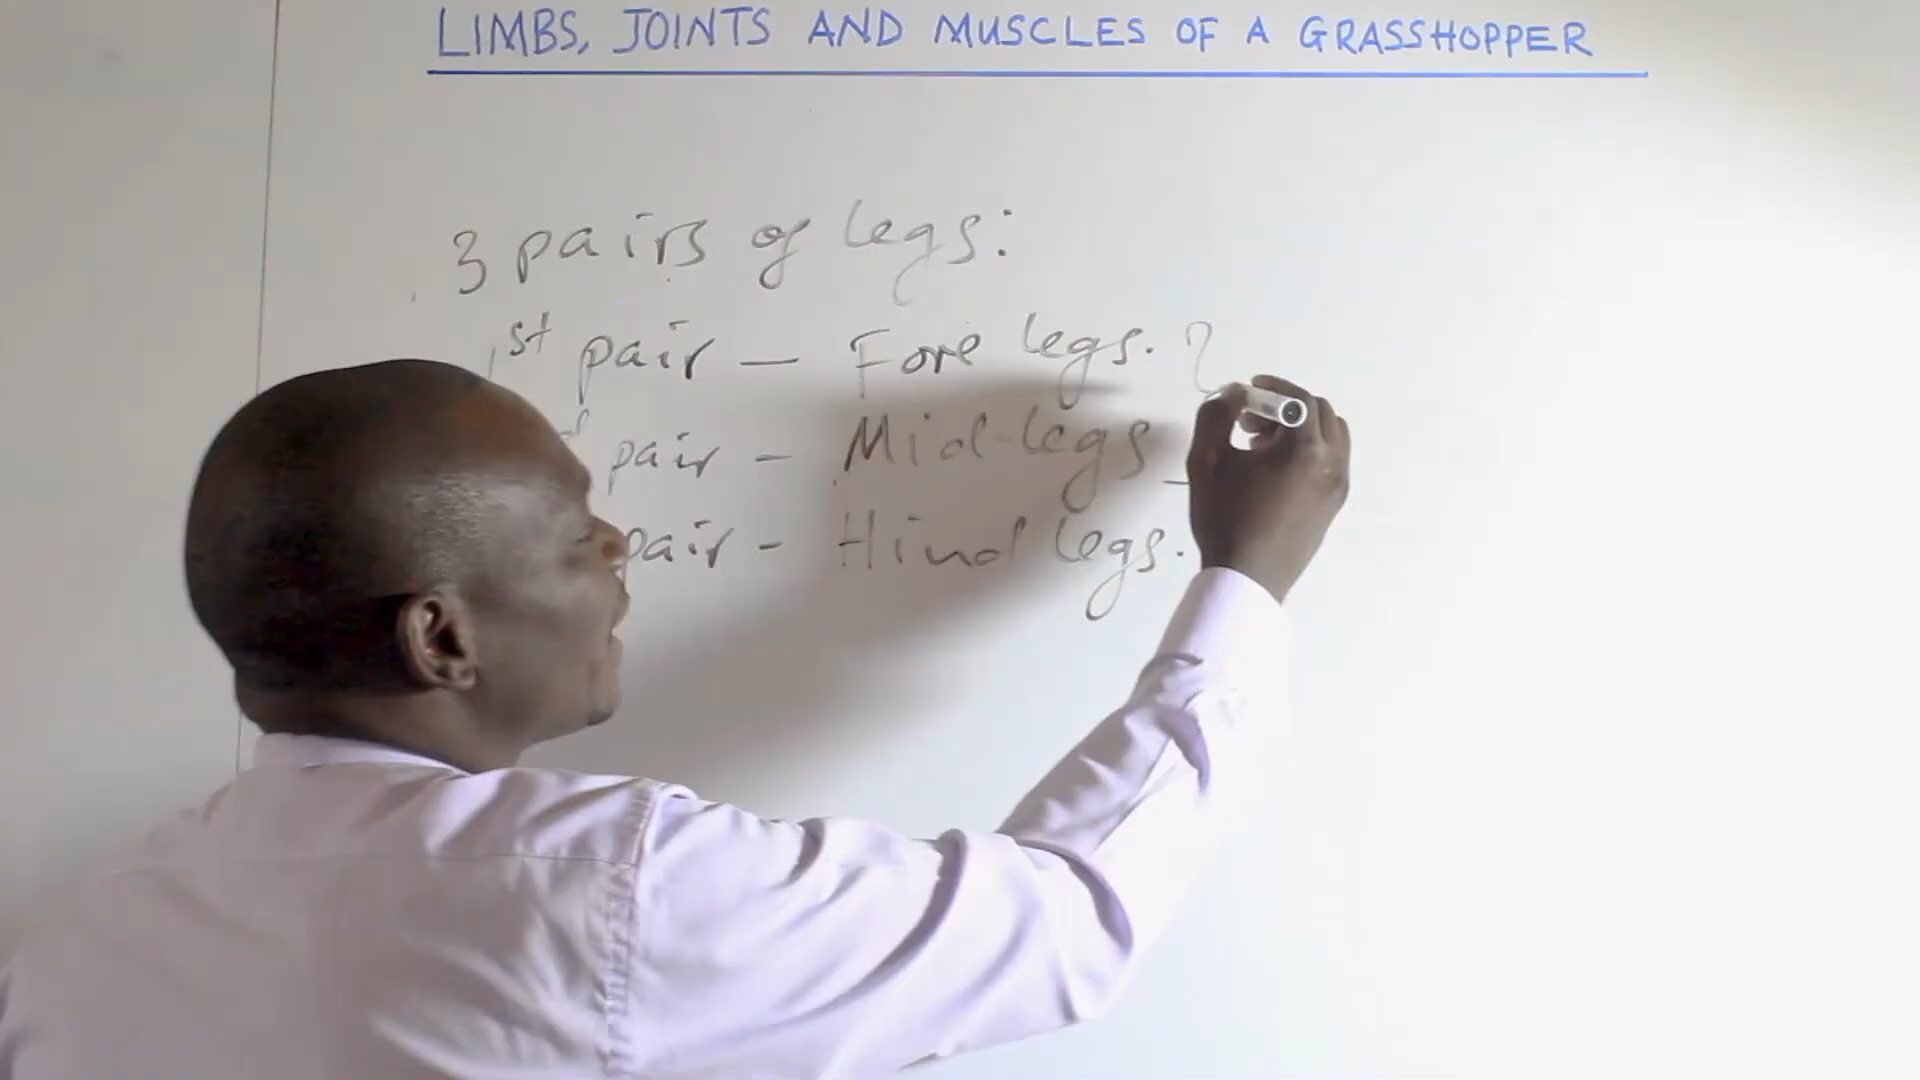 LIMBS, JOINTS AND MUSCLES OF A GRASSHOPPER
3 pairs of legs:
1st pair - Fore legs.
pair - Mid-legs
pair - Hind legs.